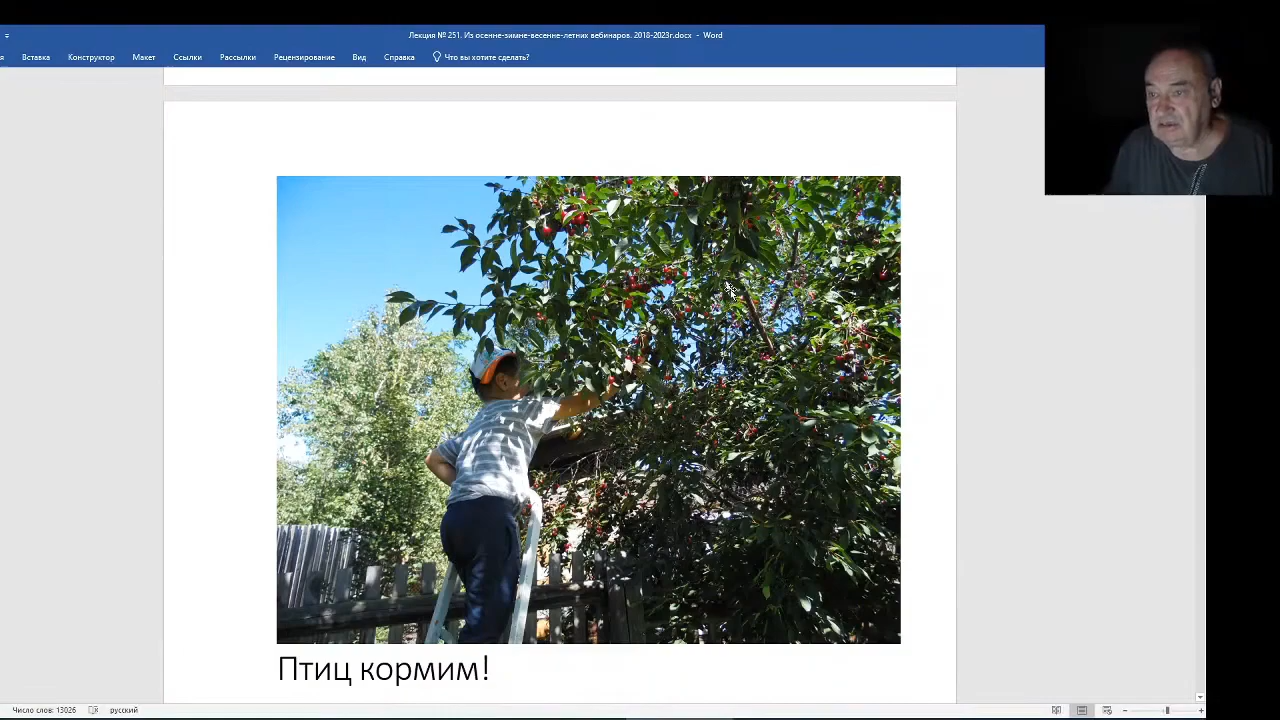 Лекция № 251. Из осенне-зимне-весенне-летних вебинаров. 2018-2023г.docx - Word
я Вставка Конструктор Макет Ссылки Рассылки Рецензирование Вид Справка Что вы хотите сделать?
Птиц кормим!
Число слов: 13026 русский